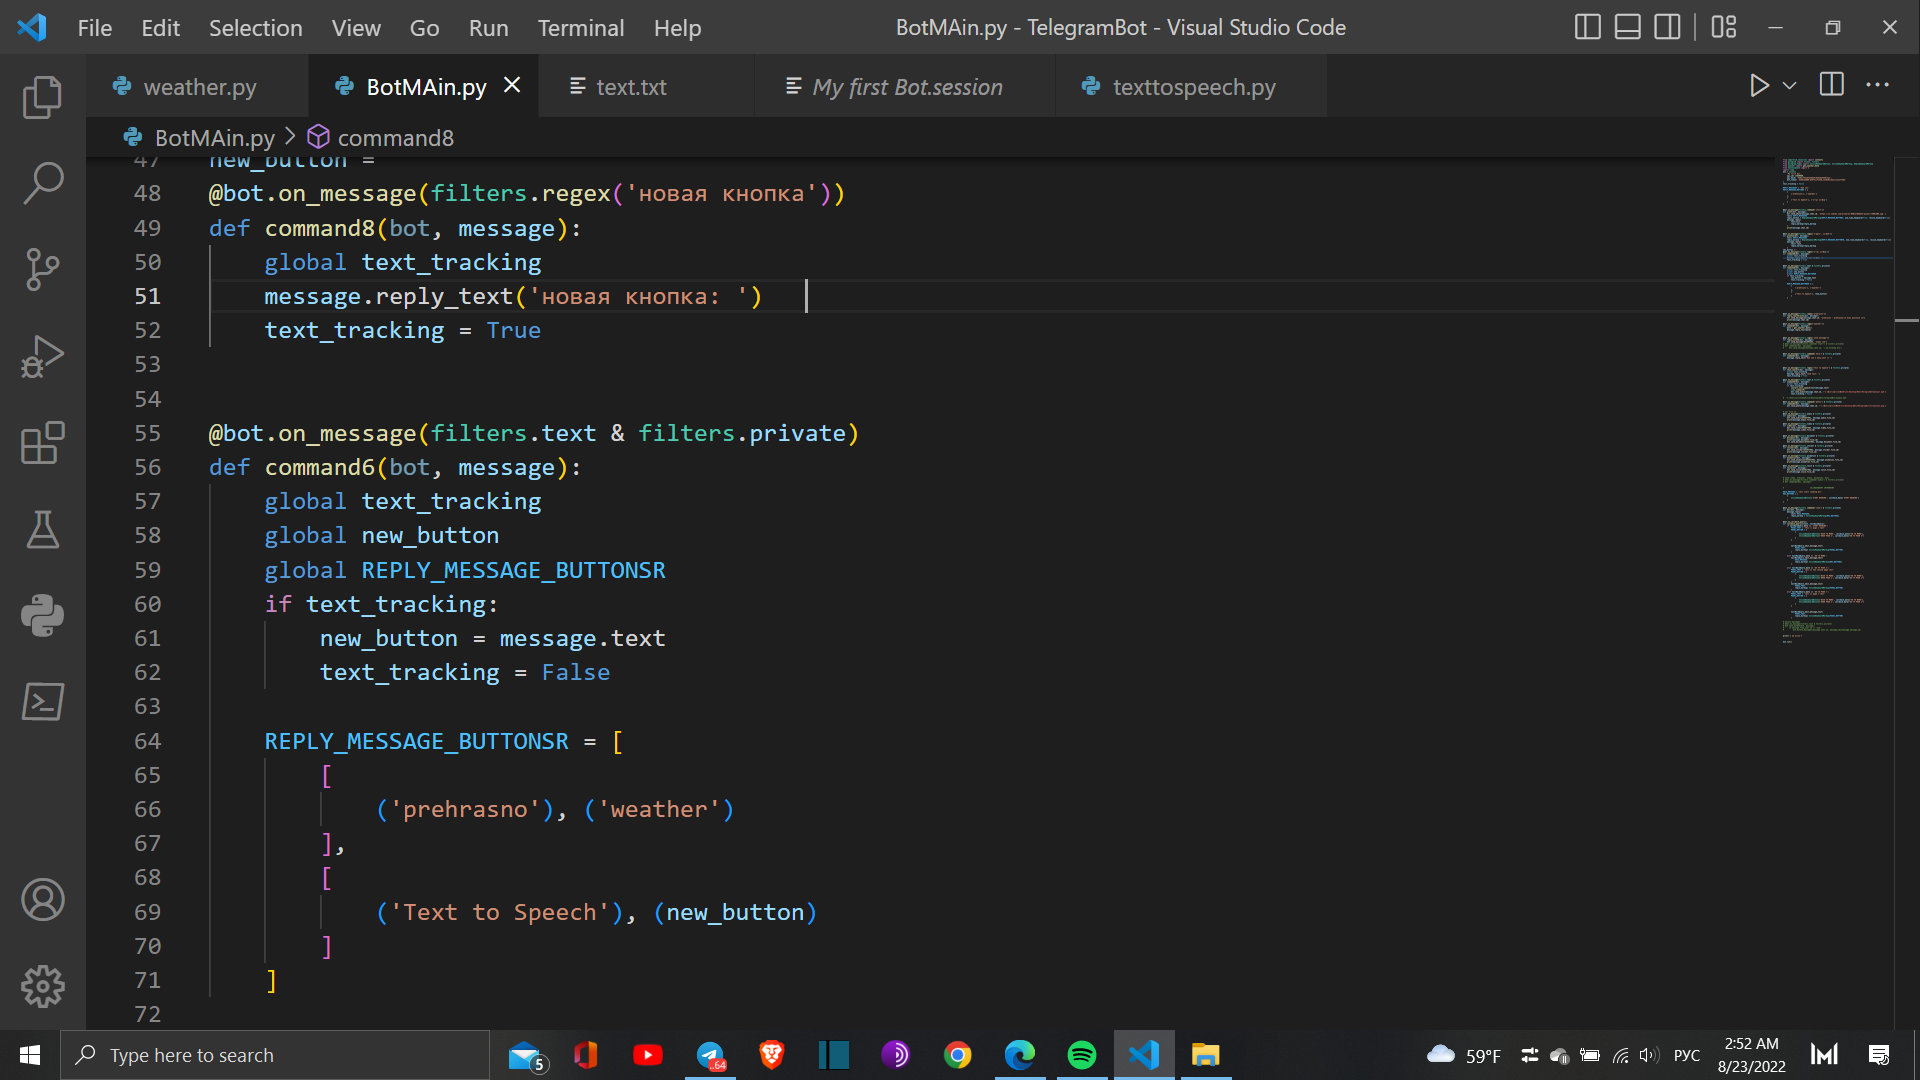 File Edit Selection View Go Run Terminal Help
BotMAin.py - TelegramBot - Visual Studio Code
weather.py
BotMAin.py
text.txt
My first Bot.session
texttospeech.py
BotMAin.py > command8
47 new_button =
48 @bot.on_message(filters.regex('новая кнопка'))
49 def command8(bot, message):
50 global text_tracking
51 message.reply_text('новая кнопка: ')
52 text_tracking = True
53
54
55 @bot.on_message(filters.text & filters.private)
56 def command6(bot, message):
57 global text_tracking
58 global new_button
59 global REPLY_MESSAGE_BUTTONSR
60 if text_tracking:
61 new_button = message.text
62 text_tracking = False
63
64 REPLY_MESSAGE_BUTTONSR = [
65 [
66 ('prehrasno'), ('weather')
67 ],
68 [
69 ('Text to Speech'), (new_button)
70 ]
71 ]
72
Type here to search
5
64
59°F
РУС
2:52 AM
8/23/2022